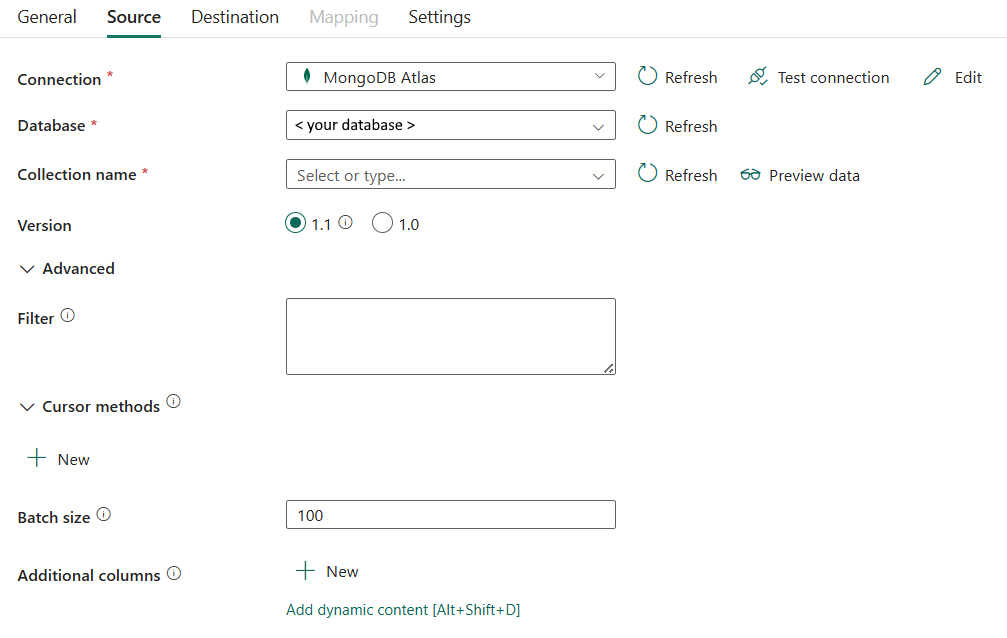 General Source Destination Mapping Settings
Connection * MongoDB Atlas Refresh Test connection Edit
Database * < your database > Refresh
Collection name * Select or type... Refresh Preview data
Version 1.1 1.0
Advanced
Filter
Cursor methods
New
Batch size 100
Additional columns New
Add dynamic content [Alt+Shift+D]